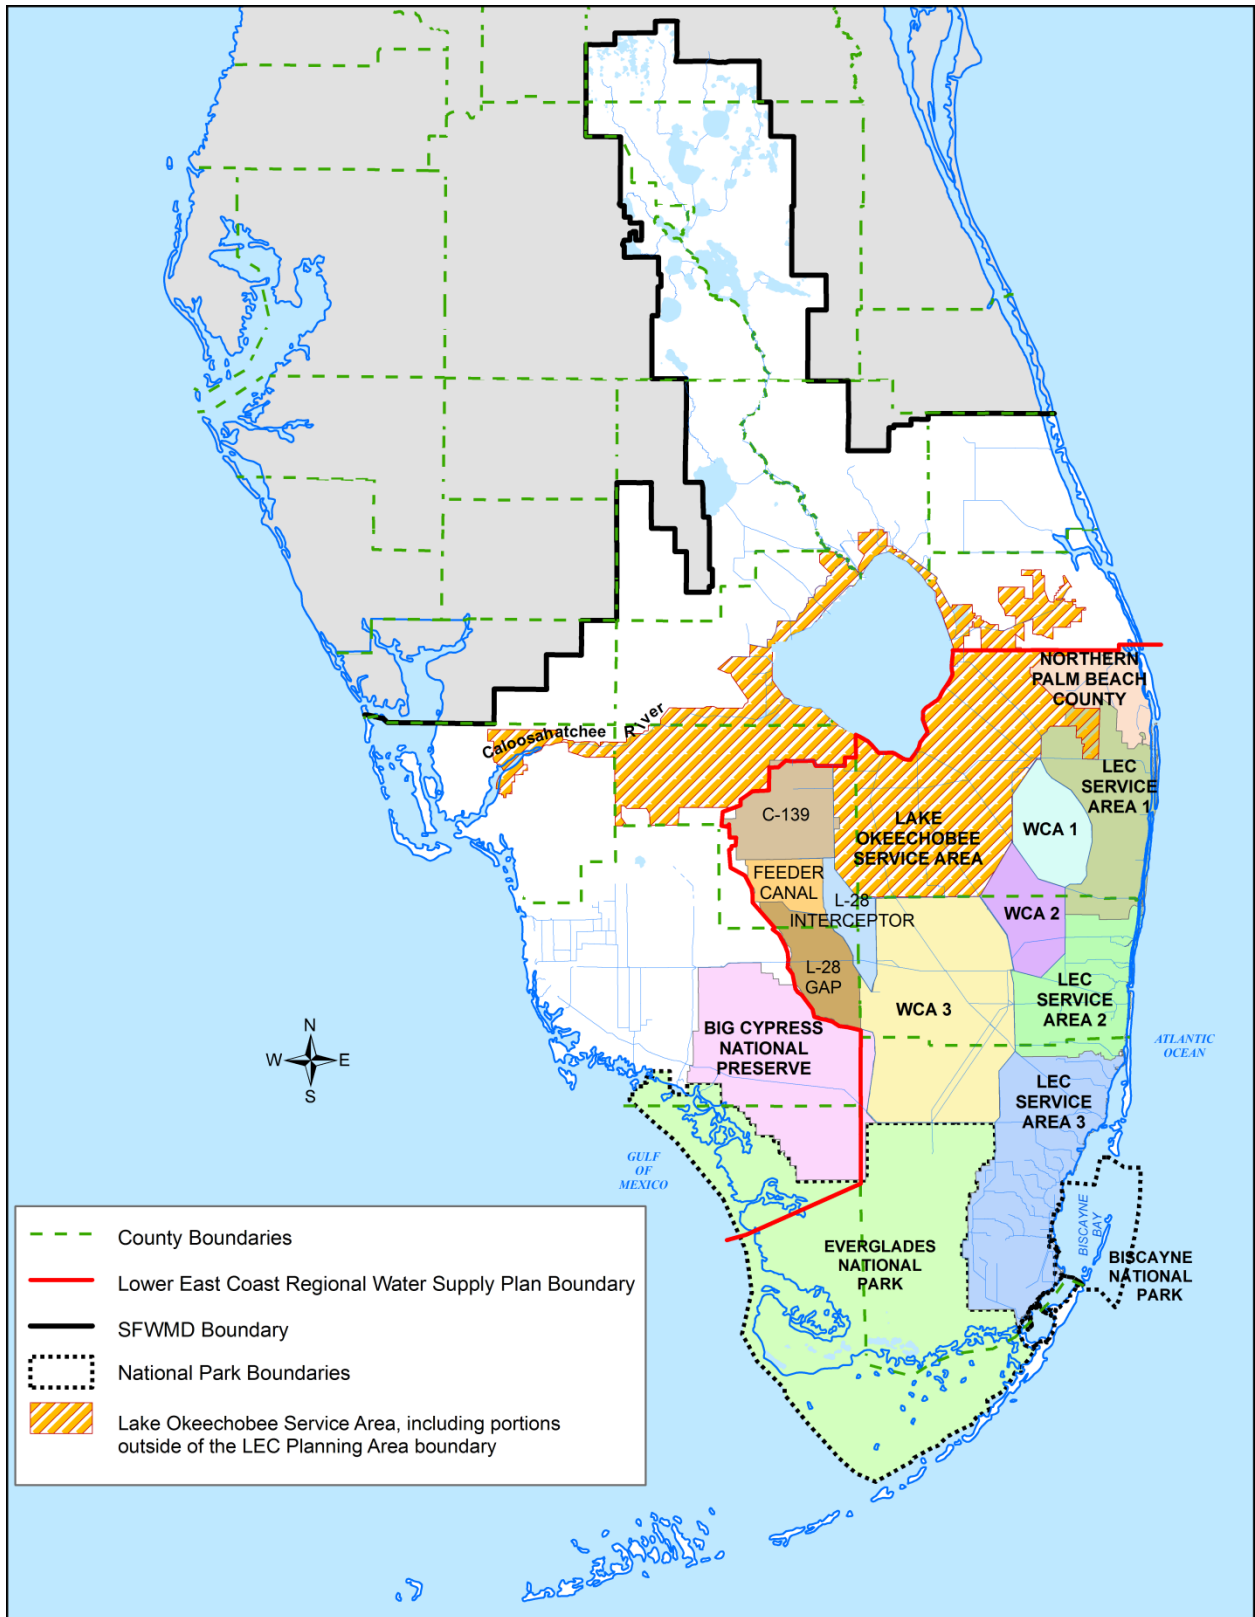 NORTHERN
PALM BEACH
COUNTY
Caloosahatchee River
LEC
SERVICE
AREA 1
C-139
LAKE
OKEECHOBEE
SERVICE AREA
WCA 1
FEEDER
CANAL
L-28
INTERCEPTOR
WCA 2
L-28
GAP
WCA 3
LEC
SERVICE
AREA 2
BIG CYPRESS
NATIONAL
PRESERVE
ATLANTIC
OCEAN
N
W E
S
LEC
SERVICE
AREA 3
GULF
OF
MEXICO
BISCAYNE
BAY
EVERGLADES
NATIONAL
PARK
BISCAYNE
NATIONAL
PARK
County Boundaries
Lower East Coast Regional Water Supply Plan Boundary
SFWMD Boundary
National Park Boundaries
Lake Okeechobee Service Area, including portions
outside of the LEC Planning Area boundary